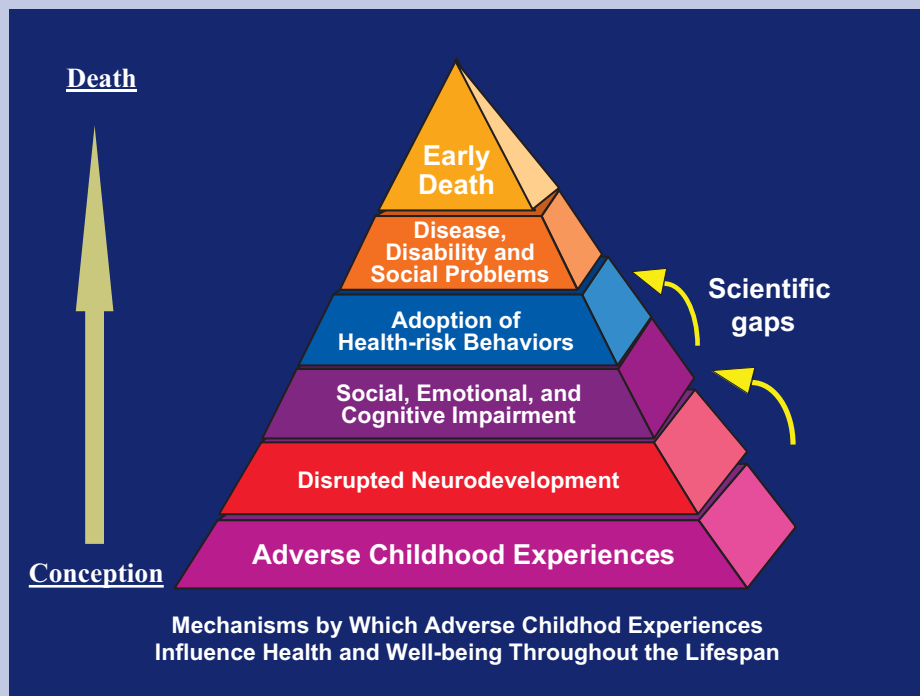 Death
Early
Death
Disease,
Disability and
Social Problems
Scientific
gaps
Adoption of
Health-risk Behaviors
Social, Emotional, and
Cognitive Impairment
Disrupted Neurodevelopment
Adverse Childhood Experiences
Conception
Mechanisms by Which Adverse Childhod Experiences
Influence Health and Well-being Throughout the Lifespan